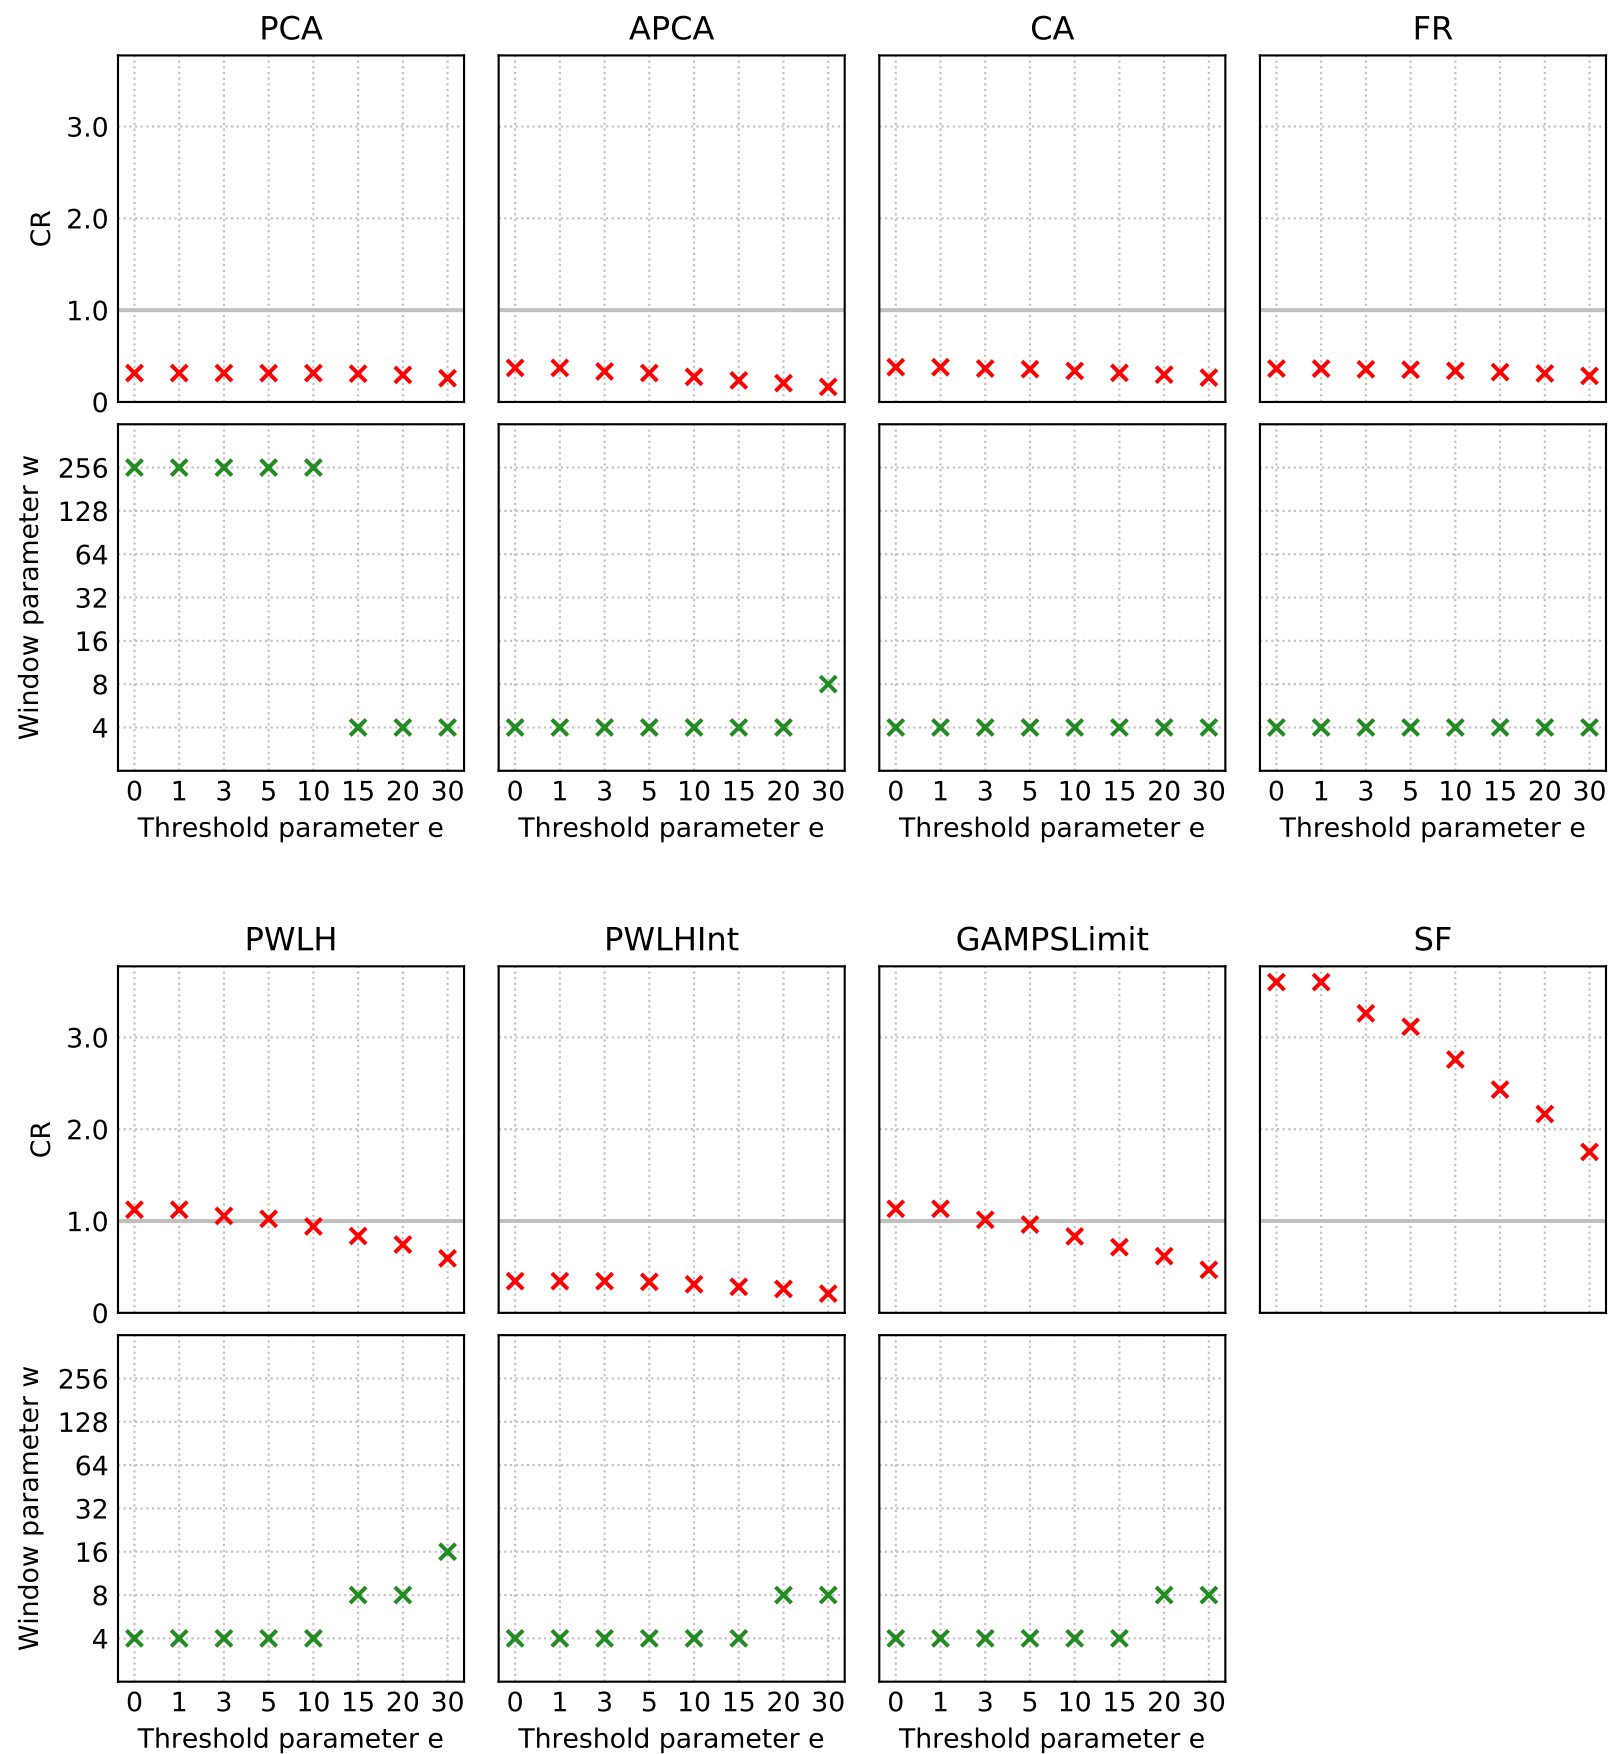 PCA APCA CA FR
3.0
2.0
1.0
0
CR
256
128
64
32
16
8
4
Window parameter w
0 1 3 5 10 15 20 30 0 1 3 5 10 15 20 30 0 1 3 5 10 15 20 30 0 1 3 5 10 15 20 30
Threshold parameter e Threshold parameter e Threshold parameter e Threshold parameter e
PWLH PWLHInt GAMPSLimit SF
3.0
2.0
1.0
0
CR
256
128
64
32
16
8
4
Window parameter w
0 1 3 5 10 15 20 30 0 1 3 5 10 15 20 30 0 1 3 5 10 15 20 30
Threshold parameter e Threshold parameter e Threshold parameter e